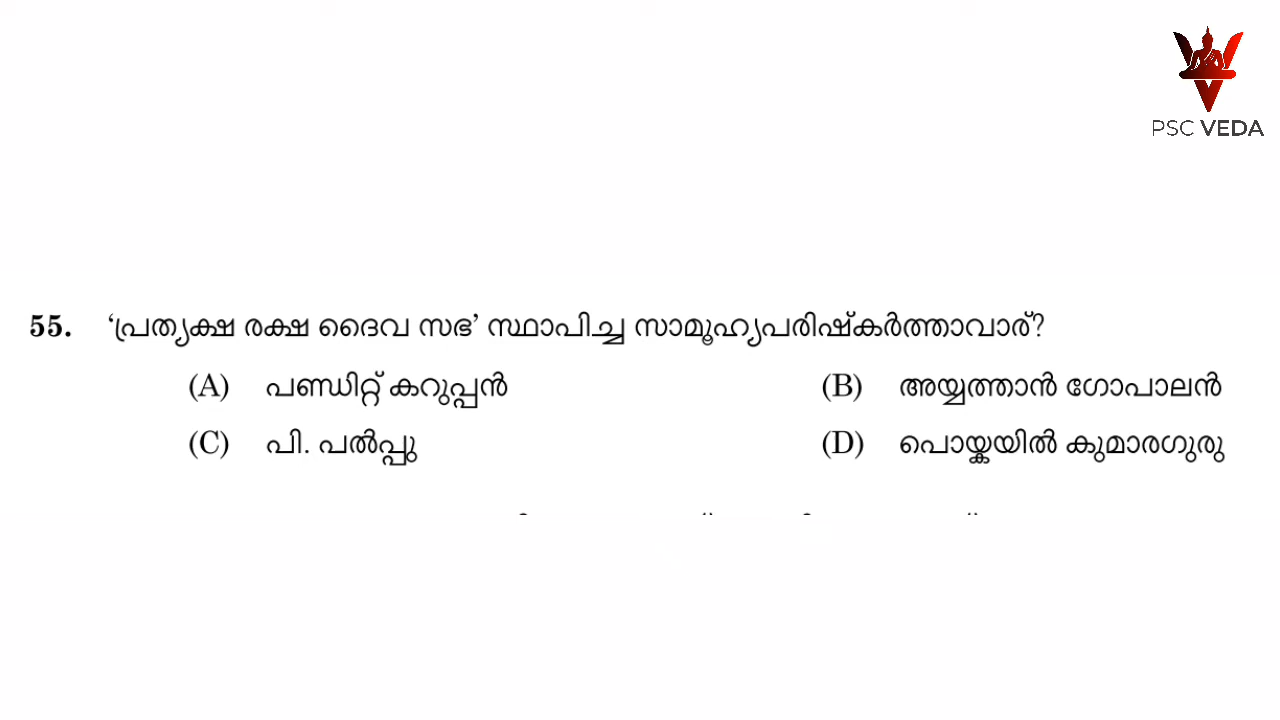 PSC VEDA
55. ‘പ്രത്യക്ഷ രക്ഷ ദൈവ സഭ’ സ്ഥാപിച്ച സാമൂഹ്യപരിഷ്കർത്താവാര്?
(A) പണ്ഡിറ്റ് കറുപ്പൻ (B) അയ്യത്താൻ ഗോപാലൻ
(C) പി. പൽപ്പു (D) പൊയ്കയിൽ കുമാരഗുരു